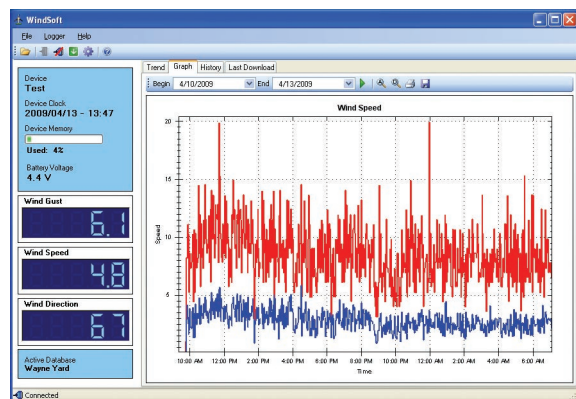 WindSoft
File Logger Help
Device
Test
Device Clock
2009/04/13 - 13:47
Device Memory
Used: 4%
Battery Voltage
4.4 V
Wind Gust
6.1
Wind Speed
4.8
Wind Direction
67
Active Database
Wayne Yard
Trend Graph History Last Download
Begin 4/10/2009 End 4/13/2009
Wind Speed
20
15
10
5
Speed
10:00 AM 12:00 PM 2:00 PM 4:00 PM 6:00 PM 8:00 PM 10:00 PM 12:00 AM 2:00 AM 4:00 AM 6:00 AM
Time
Connected